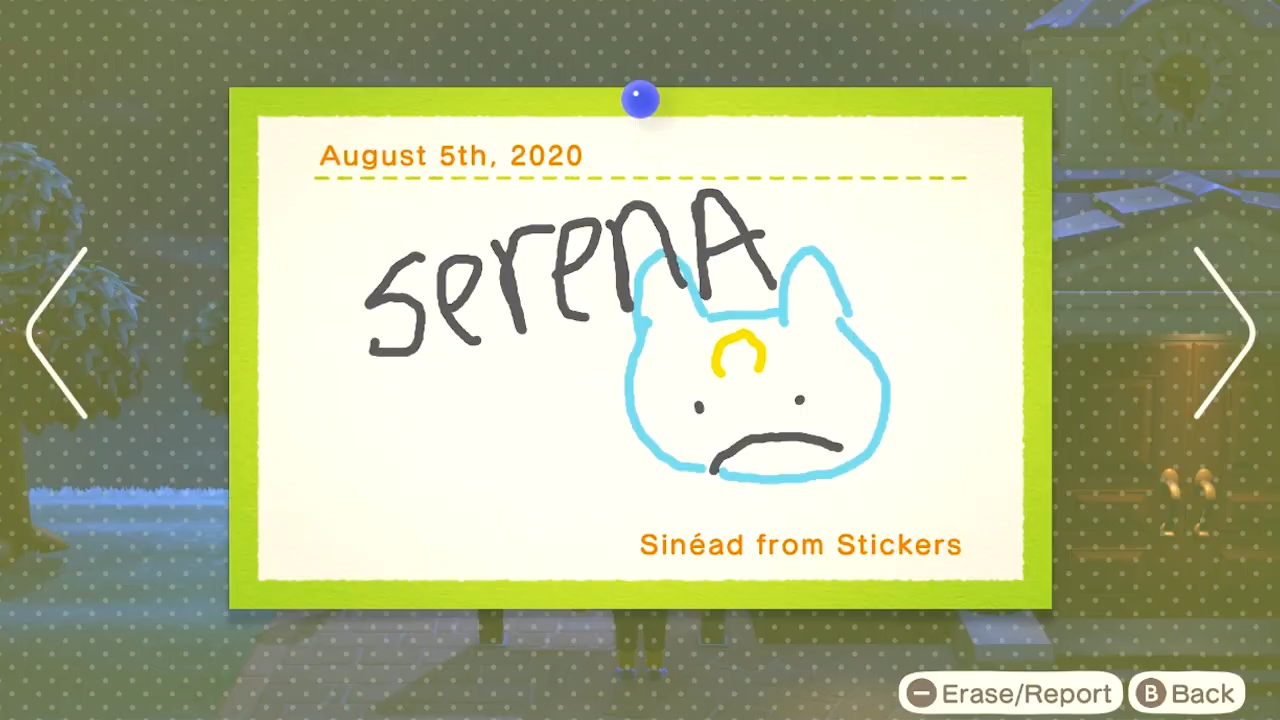 August 5th, 2020
serenA
Sinéad from Stickers
Erase/Report
B Back